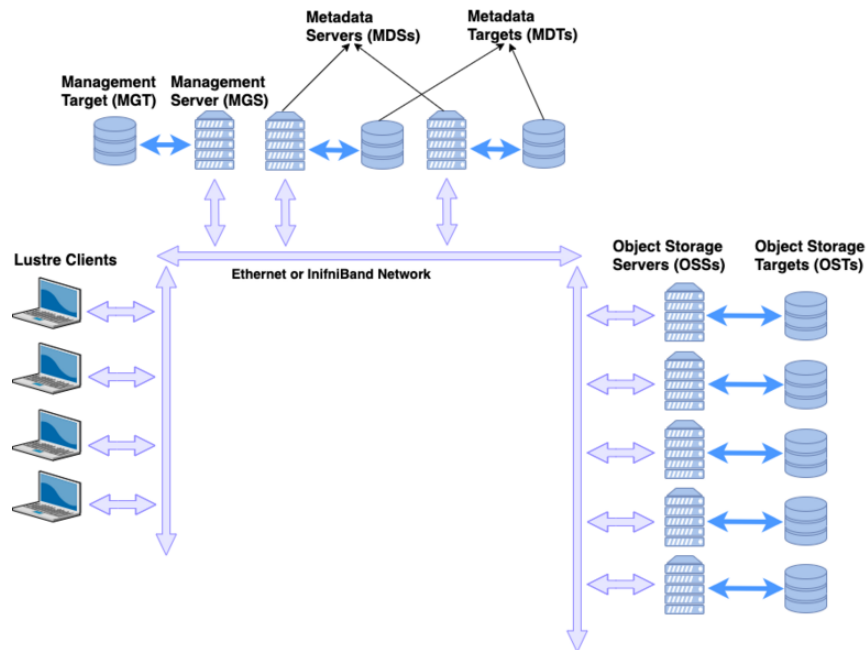 Metadata
Servers (MDSs)
Metadata
Targets (MDTs)
Management
Target (MGT)
Management
Server (MGS)
Lustre Clients
Ethernet or InifniBand Network
Object Storage
Servers (OSSs)
Object Storage
Targets (OSTs)